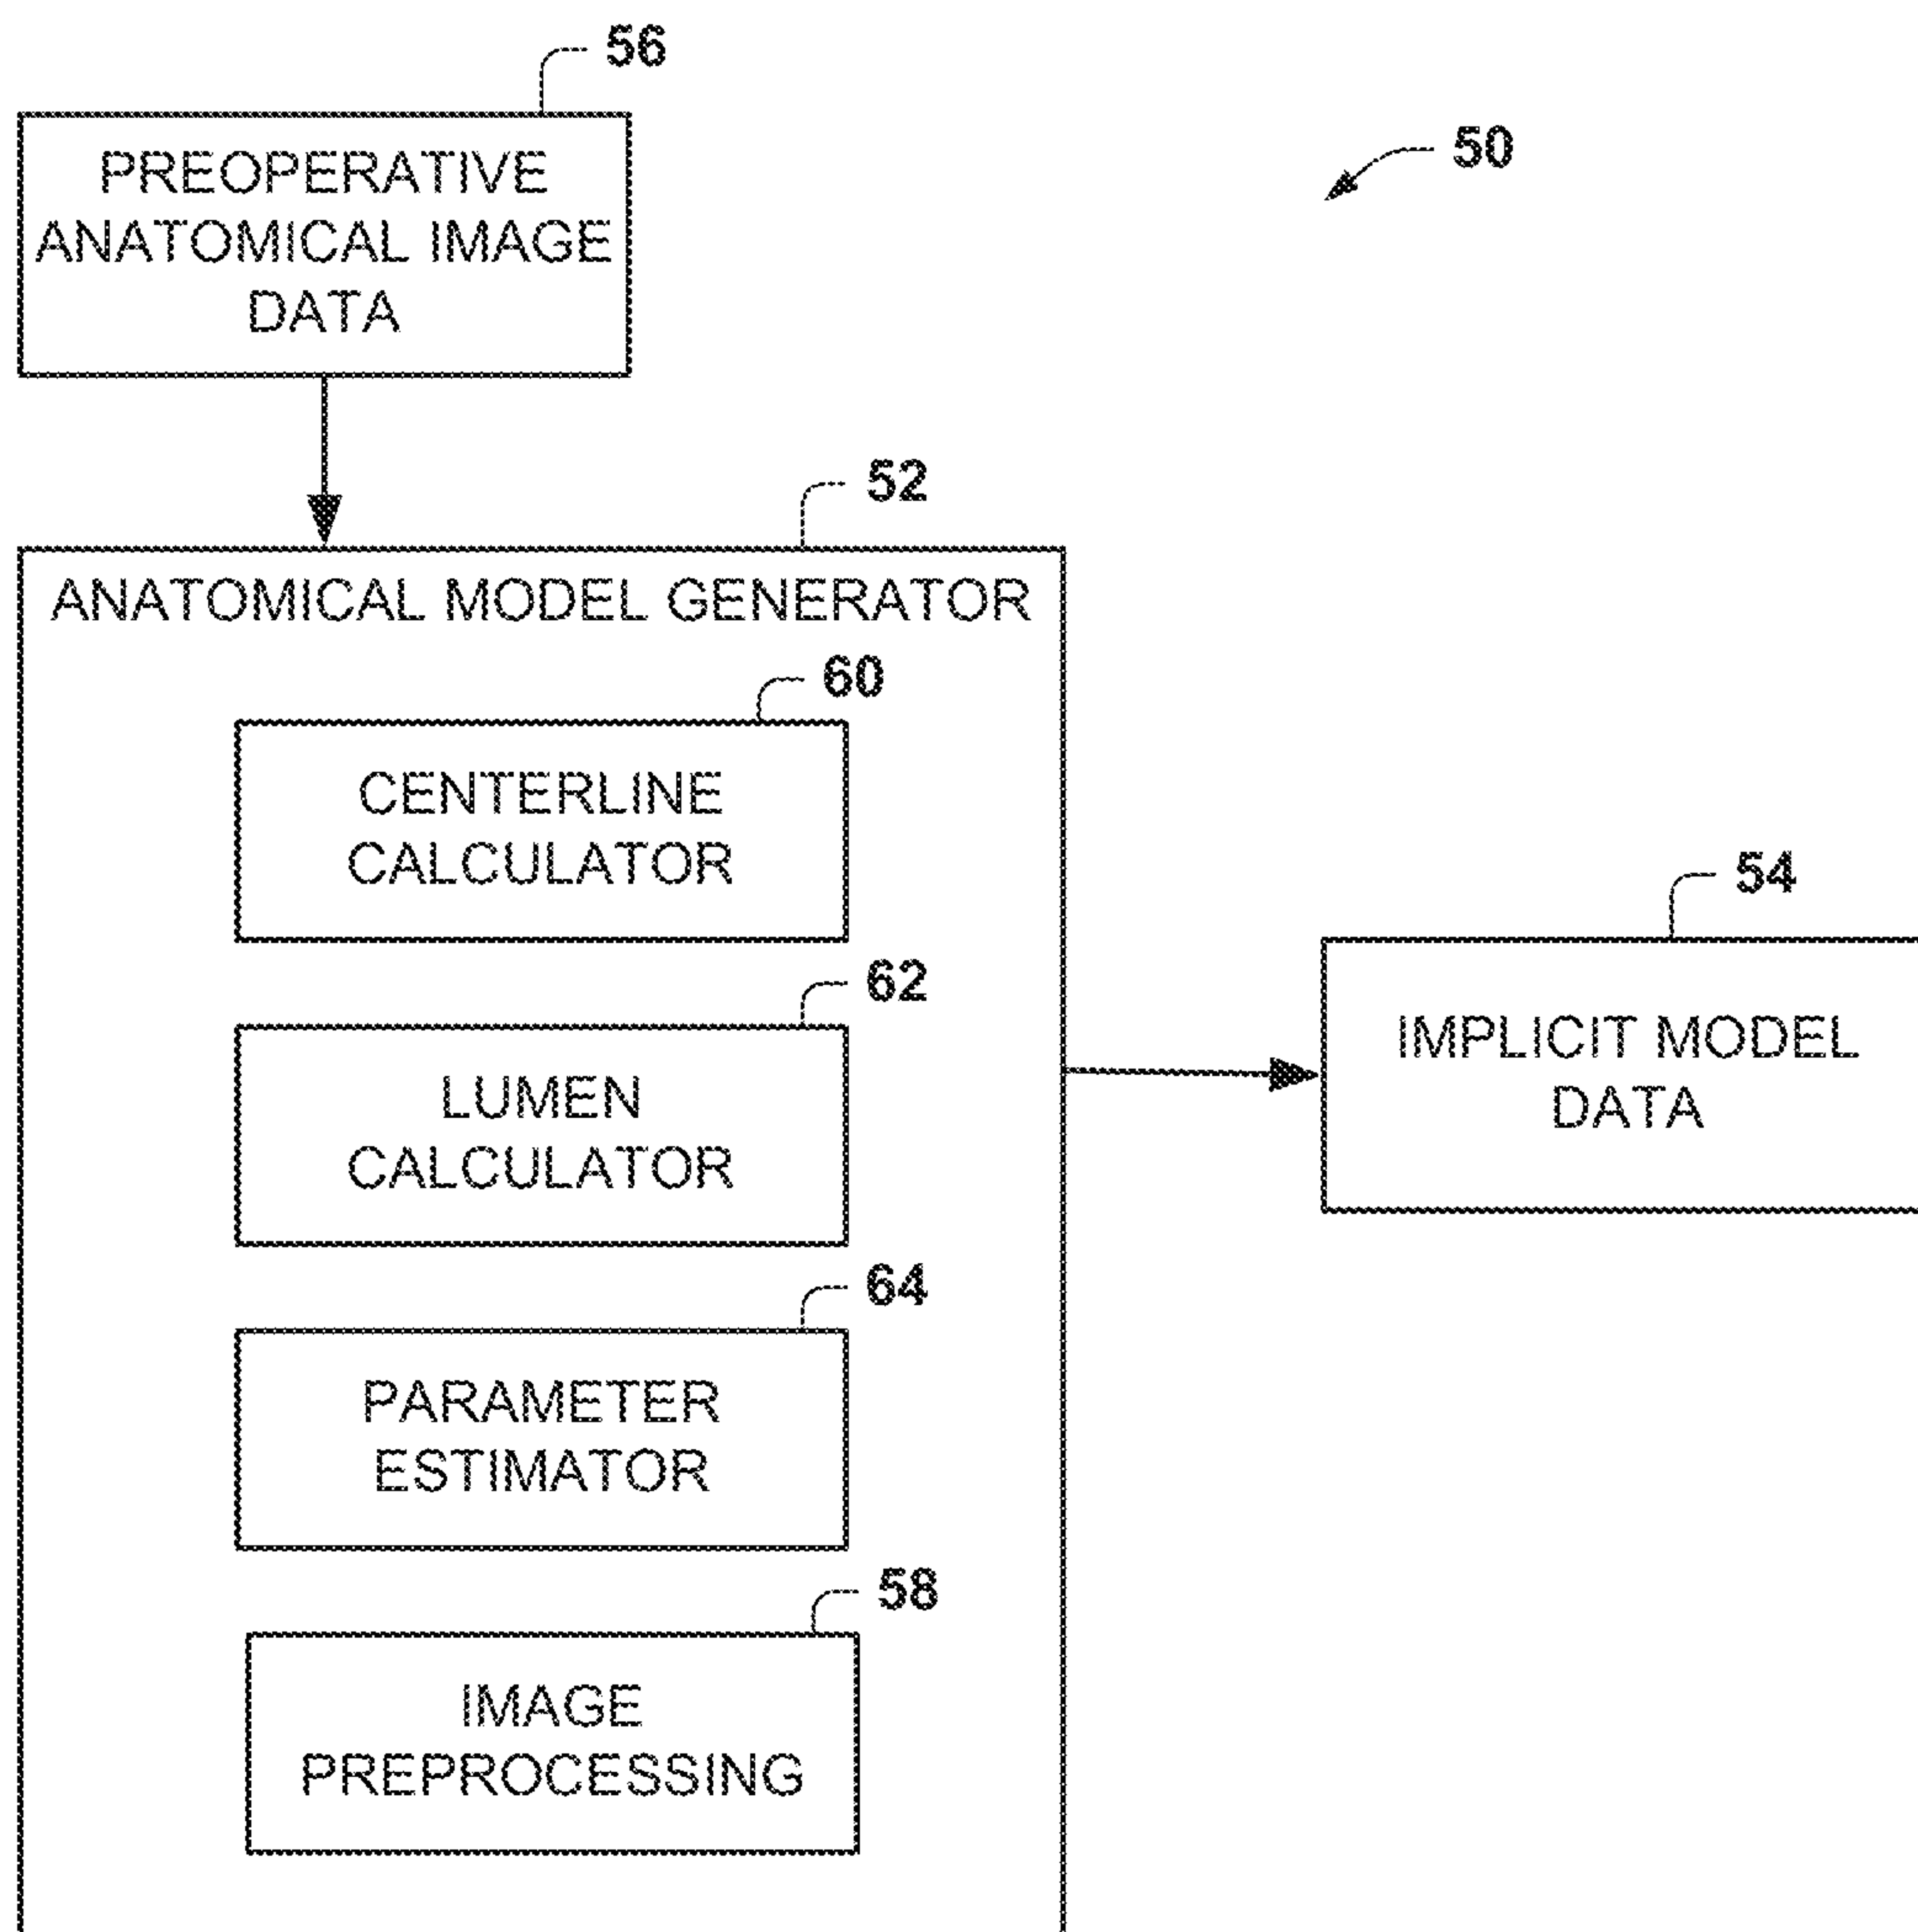 56
PREOPERATIVE
ANATOMICAL IMAGE
DATA
50
52
ANATOMICAL MODEL GENERATOR
60
CENTERLINE
CALCULATOR
62
LUMEN
CALCULATOR
54
IMPLICIT MODEL
DATA
64
PARAMETER
ESTIMATOR
58
IMAGE
PREPROCESSING